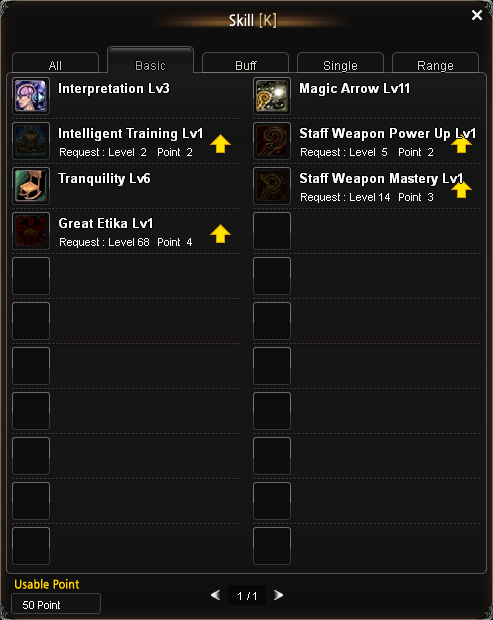 Skill [K]
All
Basic
Buff
Single
Range
Interpretation Lv3
Magic Arrow Lv11
Intelligent Training Lv1
Request : Level 2 Point 2
Staff Weapon Power Up Lv1
Request : Level 5 Point 2
Tranquility Lv6
Staff Weapon Mastery Lv1
Request : Level 14 Point 3
Great Etika Lv1
Request : Level 68 Point 4
Usable Point
50 Point
1 / 1